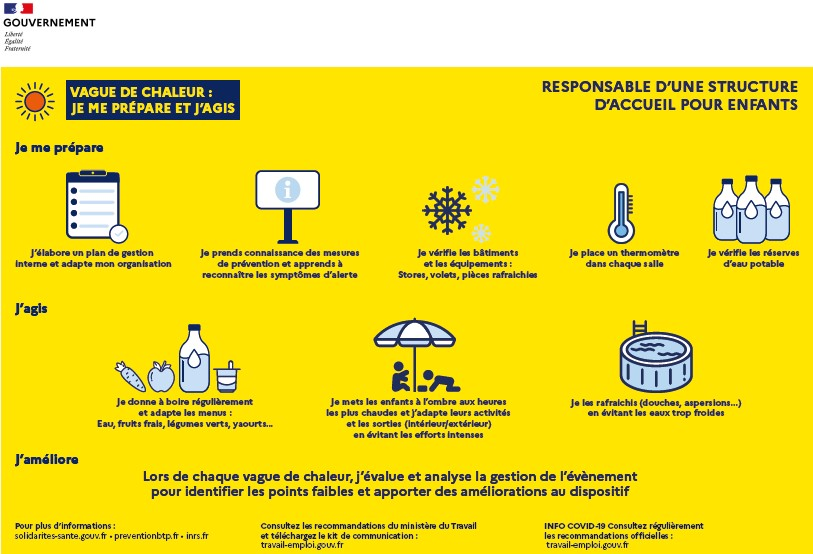 GOUVERNEMENT
Liberté
Égalité
Fraternité
VAGUE DE CHALEUR :
JE ME PRÉPARE ET J'AGIS
RESPONSABLE D'UNE STRUCTURE
D'ACCUEIL POUR ENFANTS
Je me prépare
J'élabore un plan de gestion
interne et adapte mon organisation
Je prends connaissance des mesures
de prévention et apprends à
reconnaître les symptômes d'alerte
Je vérifie les bâtiments
et les équipements :
Stores, volets, pièces rafraichies
Je place un thermomètre
dans chaque salle
Je vérifie les réserves
d'eau potable
J'agis
Je donne à boire régulièrement
et adapte les menus :
Eau, fruits frais, légumes verts, yaourts...
Je mets les enfants à l'ombre aux heures
les plus chaudes et j'adapte leurs activités
et les sorties (intérieur/extérieur)
en évitant les efforts intenses
Je les rafraichis (douches, aspersions...)
en évitant les eaux trop froides
J'améliore
Lors de chaque vague de chaleur, j'évalue et analyse la gestion de l'évènement
pour identifier les points faibles et apporter des améliorations au dispositif
Pour plus d'informations :
solidarites-sante.gouv.fr • preventionbtp.fr • inrs.fr
Consultez les recommandations du ministère du Travail
et téléchargez le kit de communication :
travail-emploi.gouv.fr
INFO COVID-19 Consultez régulièrement
les recommandations officielles :
travail-emploi.gouv.fr